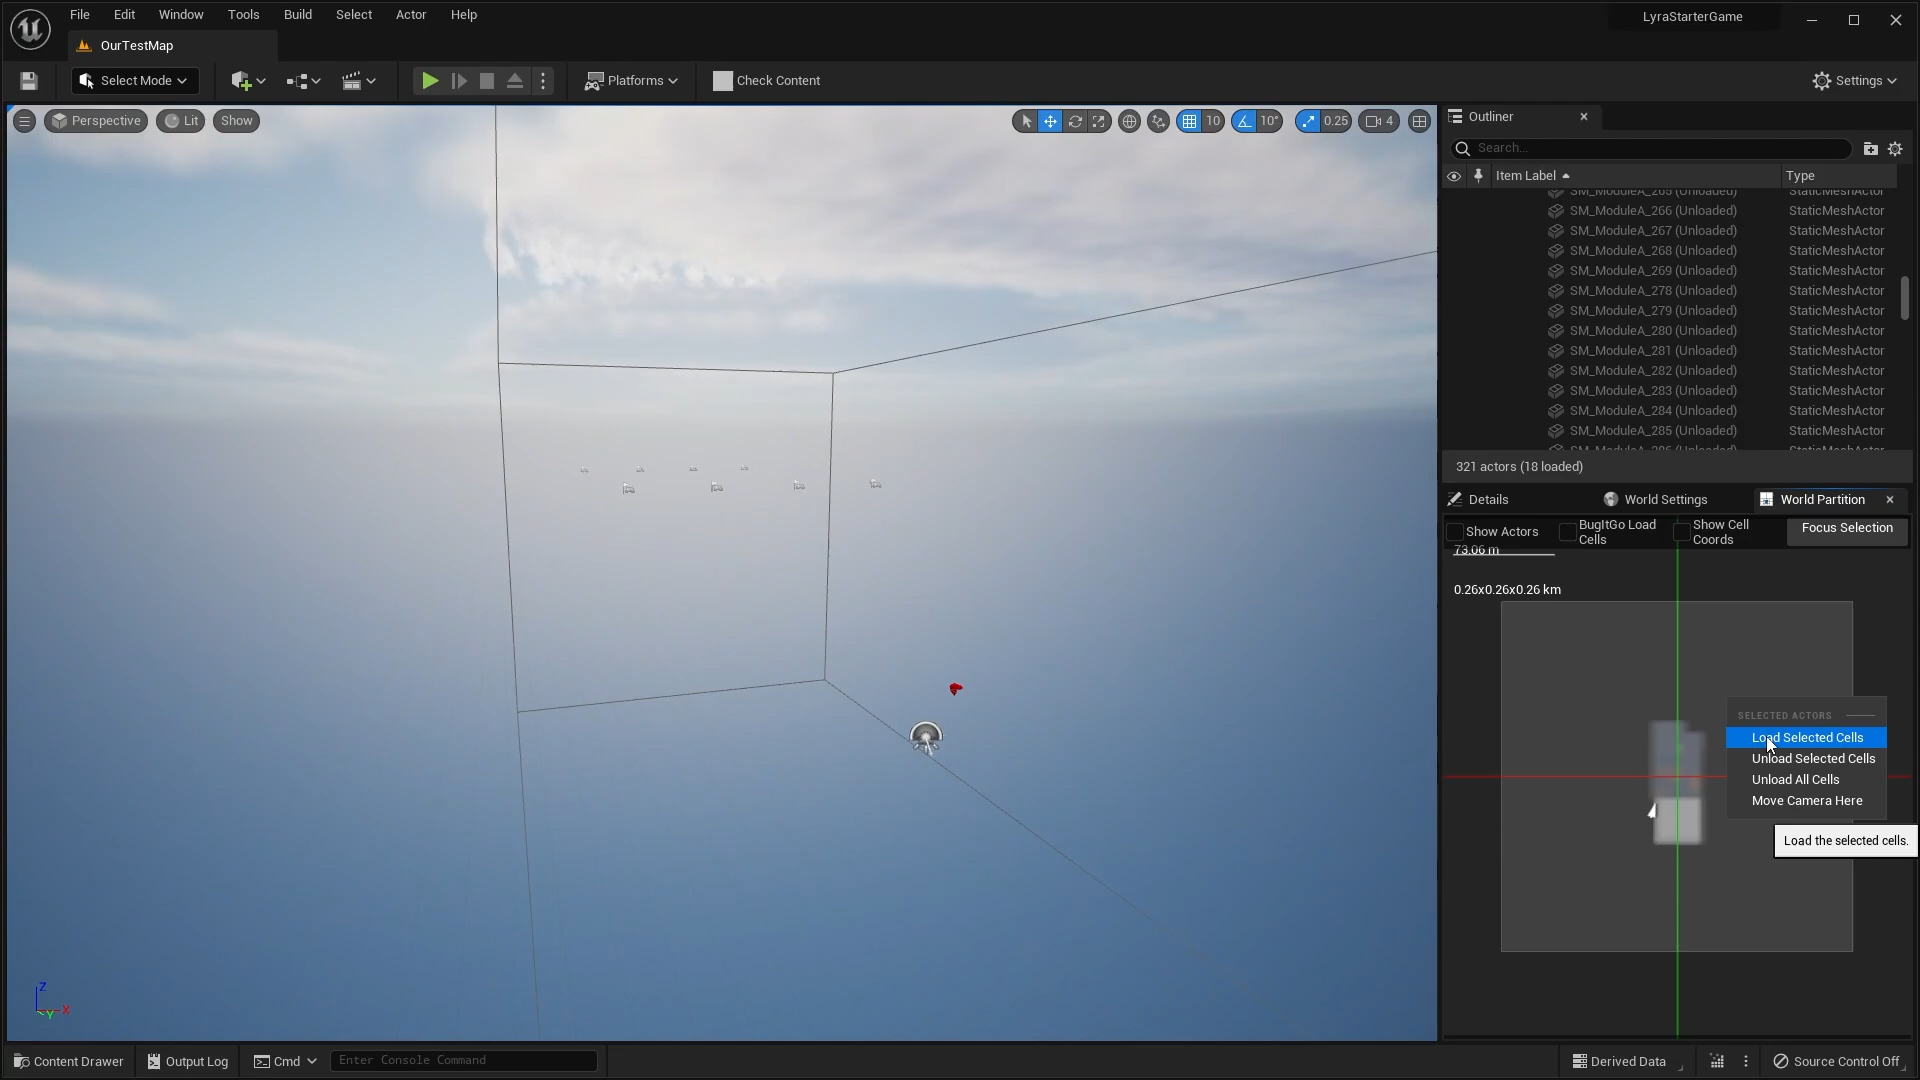 File Edit Window Tools Build Select Actor Help
LyraStarterGame
OurTestMap
Select Mode
Platforms
Check Content
Settings
Perspective
Lit
Show
10
10°
0.25
4
Outliner
Search...
Item Label
Type
SM_ModuleA_265 (Unloaded) StaticMeshActor
SM_ModuleA_266 (Unloaded) StaticMeshActor
SM_ModuleA_267 (Unloaded) StaticMeshActor
SM_ModuleA_268 (Unloaded) StaticMeshActor
SM_ModuleA_269 (Unloaded) StaticMeshActor
SM_ModuleA_278 (Unloaded) StaticMeshActor
SM_ModuleA_279 (Unloaded) StaticMeshActor
SM_ModuleA_280 (Unloaded) StaticMeshActor
SM_ModuleA_281 (Unloaded) StaticMeshActor
SM_ModuleA_282 (Unloaded) StaticMeshActor
SM_ModuleA_283 (Unloaded) StaticMeshActor
SM_ModuleA_284 (Unloaded) StaticMeshActor
SM_ModuleA_285 (Unloaded) StaticMeshActor
SM_ModuleA_286 (Unloaded) StaticMeshActor
321 actors (18 loaded)
Details
World Settings
World Partition
Show Actors
BugItGo Load
Cells
Show Cell
Coords
Focus Selection
73.06 m
0.26x0.26x0.26 km
SELECTED ACTORS
Load Selected Cells
Unload Selected Cells
Unload All Cells
Move Camera Here
Load the selected cells.
Z
X
Y
Content Drawer
Output Log
Cmd
Enter Console Command
Derived Data
Source Control Off